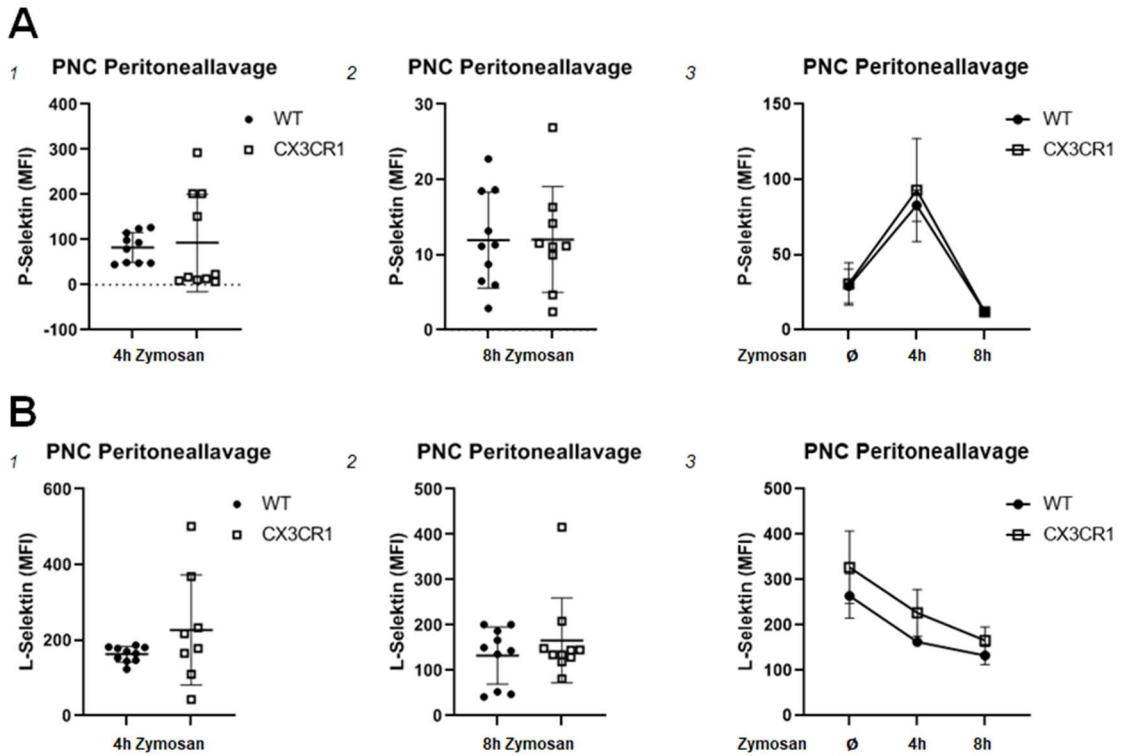 A
1 PNC Peritoneallavage
P-Selektin (MFI)
400
300
200
100
0
-100
WT
CX3CR1
4h Zymosan
2 PNC Peritoneallavage
P-Selektin (MFI)
30
20
10
0
8h Zymosan
3 PNC Peritoneallavage
P-Selektin (MFI)
150
100
50
0
WT
CX3CR1
Zymosan Ø 4h 8h
B
1 PNC Peritoneallavage
L-Selektin (MFI)
600
400
200
0
WT
CX3CR1
4h Zymosan
2 PNC Peritoneallavage
L-Selektin (MFI)
500
400
300
200
100
0
8h Zymosan
3 PNC Peritoneallavage
L-Selektin (MFI)
500
400
300
200
100
0
WT
CX3CR1
Zymosan Ø 4h 8h